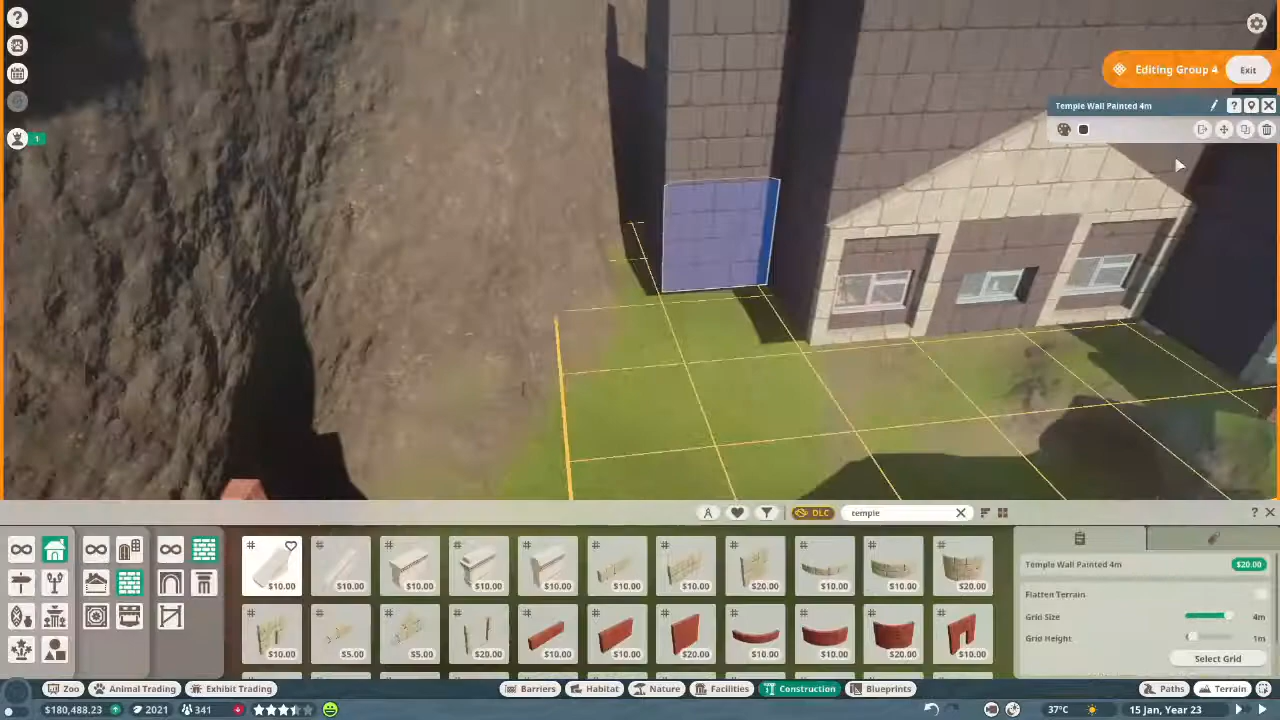 Editing Group 4
Exit
Temple Wall Painted 4m
1
DLC
temple
$10.00 $10.00 $10.00 $10.00 $10.00 $10.00 $10.00 $20.00 $10.00 $10.00 $20.00
$10.00 $5.00 $5.00 $20.00 $10.00 $10.00 $20.00 $10.00 $10.00 $20.00 $10.00
Temple Wall Painted 4m
$20.00
Flatten Terrain
Grid Size
4m
Grid Height
1m
Select Grid
Zoo
Animal Trading
Exhibit Trading
Barriers
Habitat
Nature
Facilities
Construction
Blueprints
Paths
Terrain
$180,488.23
2021
341
37°C
15 Jan, Year 23